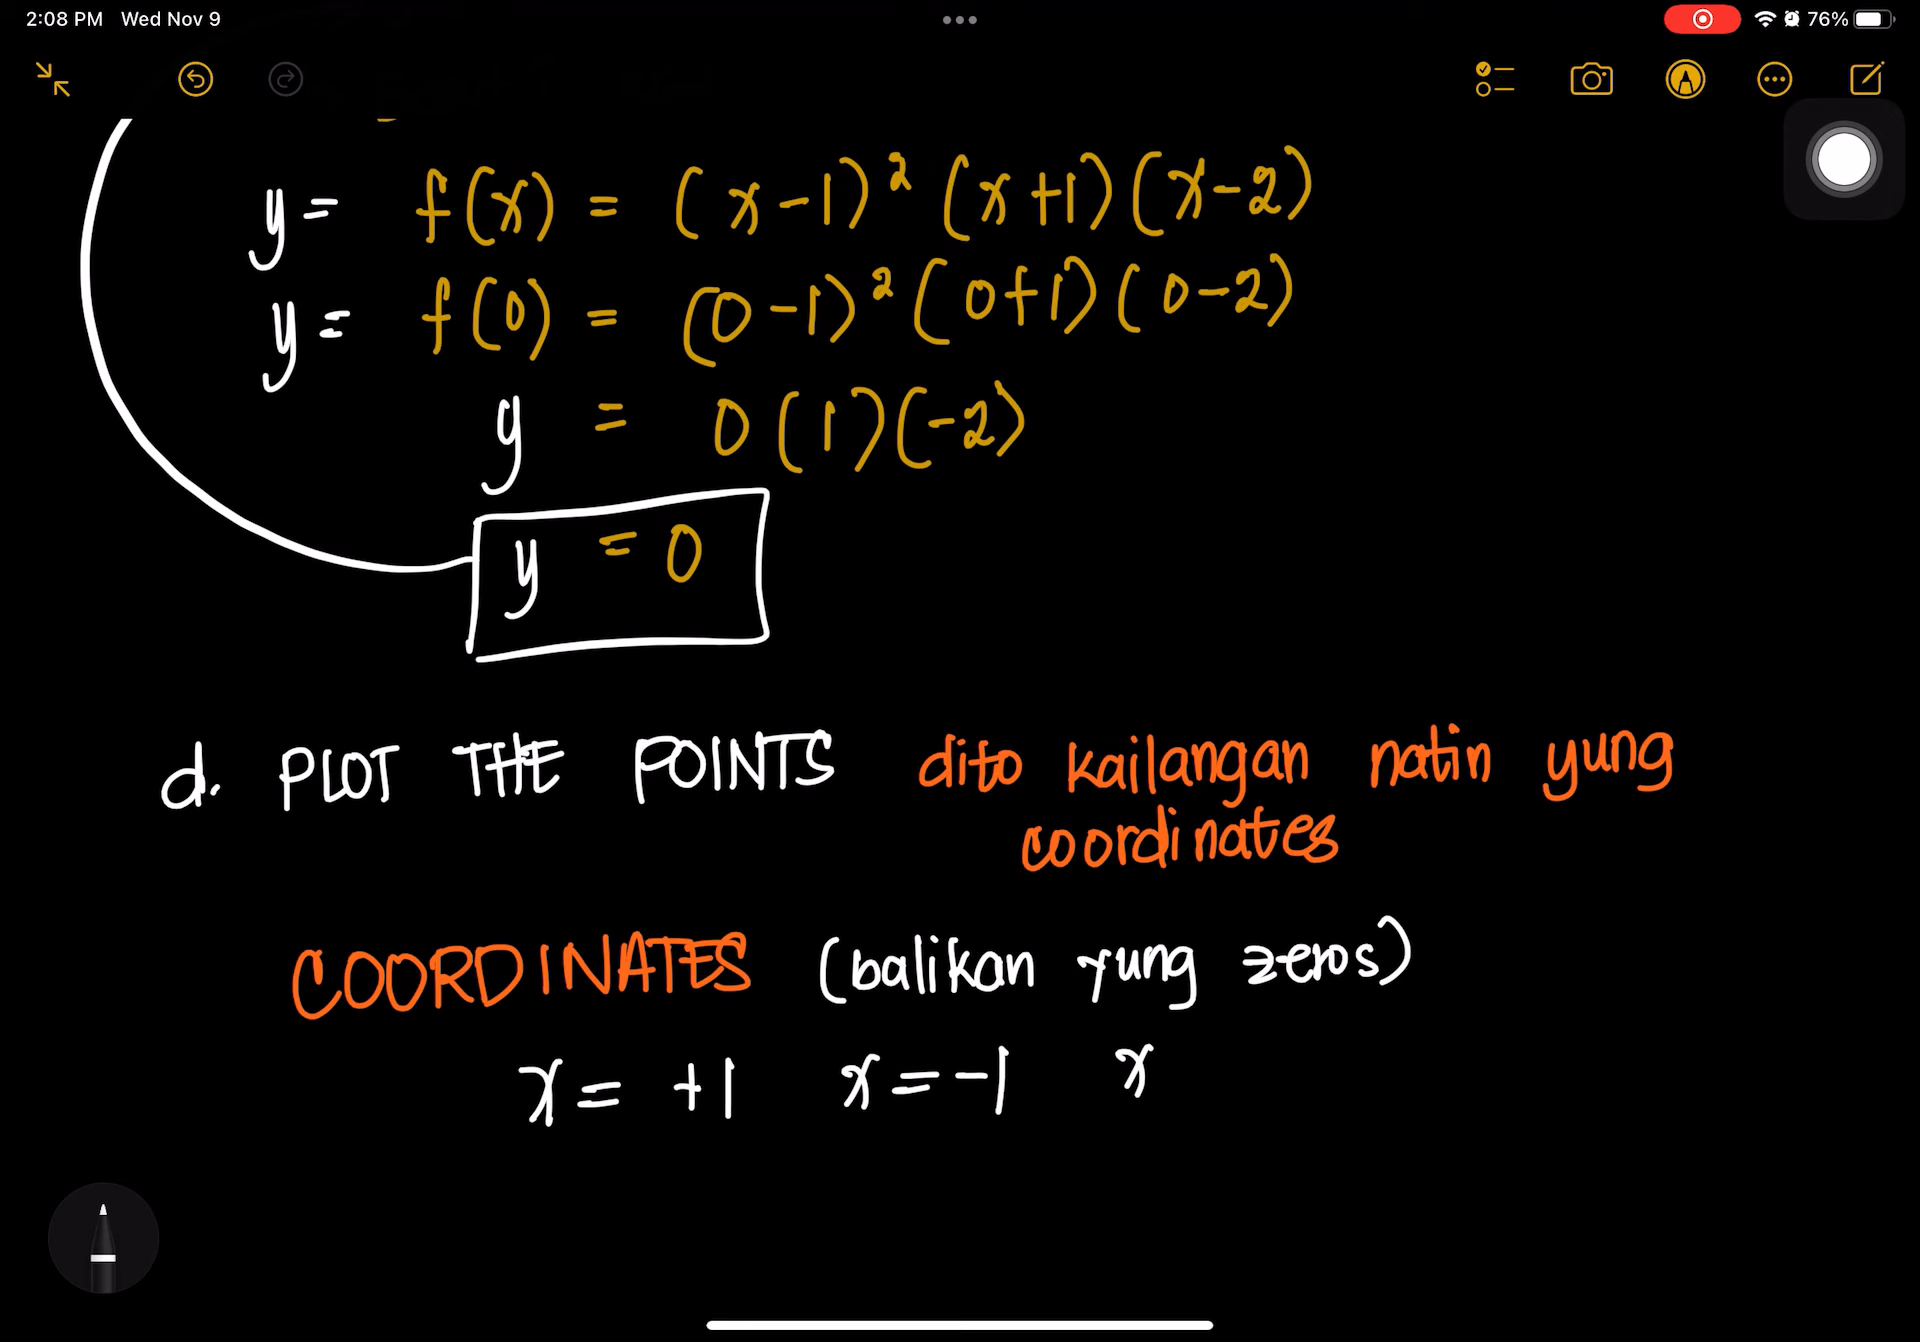 2:08 PM Wed Nov 9
76%
y = f(x) = (x-1)² (x+1)(x-2)
y = f(0) = (0-1)² (0+1)(0-2)
y = 0(1)(-2)
y = 0
d. PLOT THE POINTS dito kailangan natin yung
coordinates
COORDINATES (balikan yung zeros)
x = +1 x = -1 x